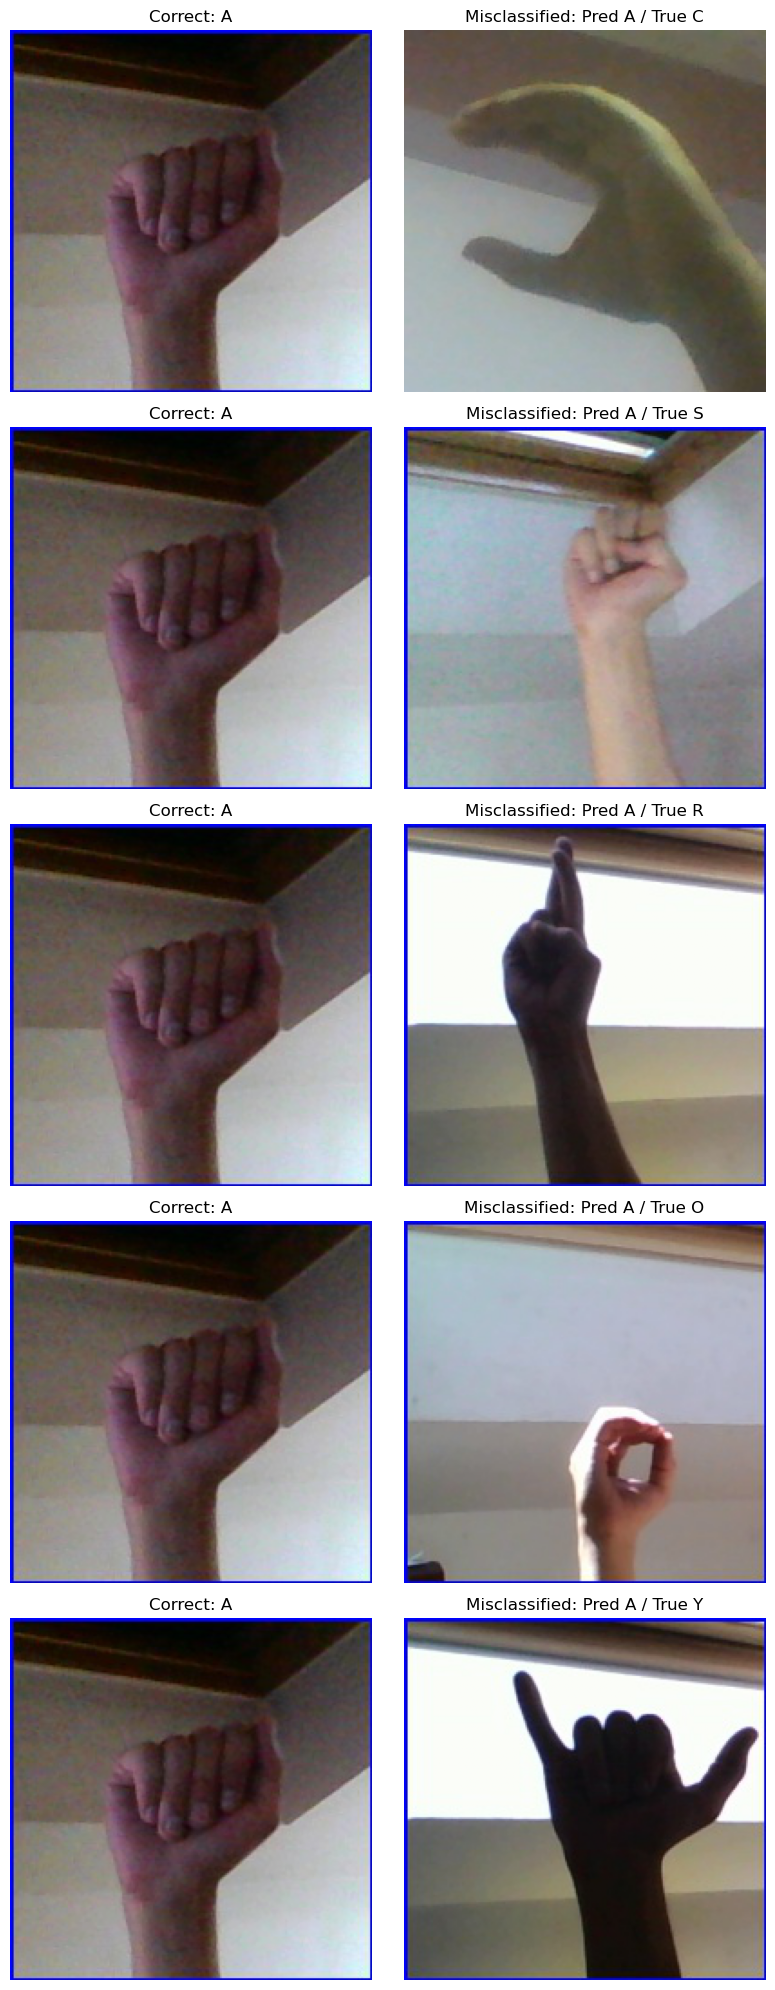 Correct: A
Misclassified: Pred A / True C
Correct: A
Misclassified: Pred A / True S
Correct: A
Misclassified: Pred A / True R
Correct: A
Misclassified: Pred A / True O
Correct: A
Misclassified: Pred A / True Y